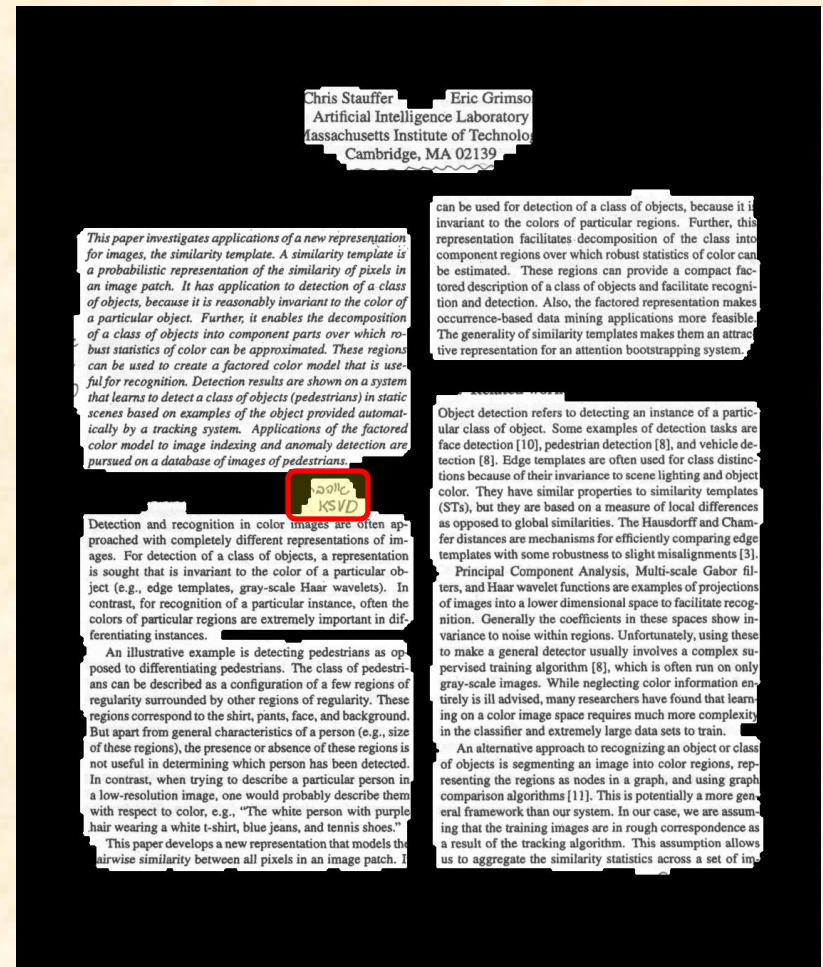 Chris Stauffer Eric Grimso
Artificial Intelligence Laboratory
Massachusetts Institute of Technolog
Cambridge, MA 02139
This paper investigates applications of a new representation
for images, the similarity template. A similarity template is
a probabilistic representation of the similarity of pixels in
an image patch. It has application to detection of a class
of objects, because it is reasonably invariant to the color of
a particular object. Further, it enables the decomposition
of a class of objects into component parts over which ro-
bust statistics of color can be approximated. These regions
can be used to create a factored color model that is use-
ful for recognition. Detection results are shown on a system
that learns to detect a class of objects (pedestrians) in static
scenes based on examples of the object provided automat-
ically by a tracking system. Applications of the factored
color model to image indexing and anomaly detection are
pursued on a database of images of pedestrians.
KSVD
Detection and recognition in color images are often ap-
proached with completely different representations of im-
ages. For detection of a class of objects, a representation
is sought that is invariant to the color of a particular ob-
ject (e.g., edge templates, gray-scale Haar wavelets). In
contrast, for recognition of a particular instance, often the
colors of particular regions are extremely important in dif-
ferentiating instances.
An illustrative example is detecting pedestrians as op-
posed to differentiating pedestrians. The class of pedestri-
ans can be described as a configuration of a few regions of
regularity surrounded by other regions of regularity. These
regions correspond to the shirt, pants, face, and background.
But apart from general characteristics of a person (e.g., size
of these regions), the presence or absence of these regions is
not useful in determining which person has been detected.
In contrast, when trying to describe a particular person in
a low-resolution image, one would probably describe them
with respect to color, e.g., “The white person with purple
hair wearing a white t-shirt, blue jeans, and tennis shoes.”
This paper develops a new representation that models the
airwise similarity between all pixels in an image patch. I
can be used for detection of a class of objects, because it is
invariant to the colors of particular regions. Further, this
representation facilitates decomposition of the class into
component regions over which robust statistics of color can
be estimated. These regions can provide a compact fac-
tored description of a class of objects and facilitate recogni-
tion and detection. Also, the factored representation makes
occurrence-based data mining applications more feasible.
The generality of similarity templates makes them an attrac
tive representation for an attention bootstrapping system.
Related work
Object detection refers to detecting an instance of a partic-
ular class of object. Some examples of detection tasks are
face detection [10], pedestrian detection [8], and vehicle de-
tection [8]. Edge templates are often used for class distinc-
tions because of their invariance to scene lighting and object
color. They have similar properties to similarity templates
(STs), but they are based on a measure of local differences
as opposed to global similarities. The Hausdorff and Cham-
fer distances are mechanisms for efficiently comparing edge
templates with some robustness to slight misalignments [3].
Principal Component Analysis, Multi-scale Gabor fil-
ters, and Haar wavelet functions are examples of projections
of images into a lower dimensional space to facilitate recog-
nition. Generally the coefficients in these spaces show in-
variance to noise within regions. Unfortunately, using these
to make a general detector usually involves a complex su-
pervised training algorithm [8], which is often run on only
gray-scale images. While neglecting color information en-
tirely is ill advised, many researchers have found that learn-
ing on a color image space requires much more complexity
in the classifier and extremely large data sets to train.
An alternative approach to recognizing an object or class
of objects is segmenting an image into color regions, rep-
resenting the regions as nodes in a graph, and using graph
comparison algorithms [11]. This is potentially a more gen-
eral framework than our system. In our case, we are assum-
ing that the training images are in rough correspondence as
a result of the tracking algorithm. This assumption allows
us to aggregate the similarity statistics across a set of im-